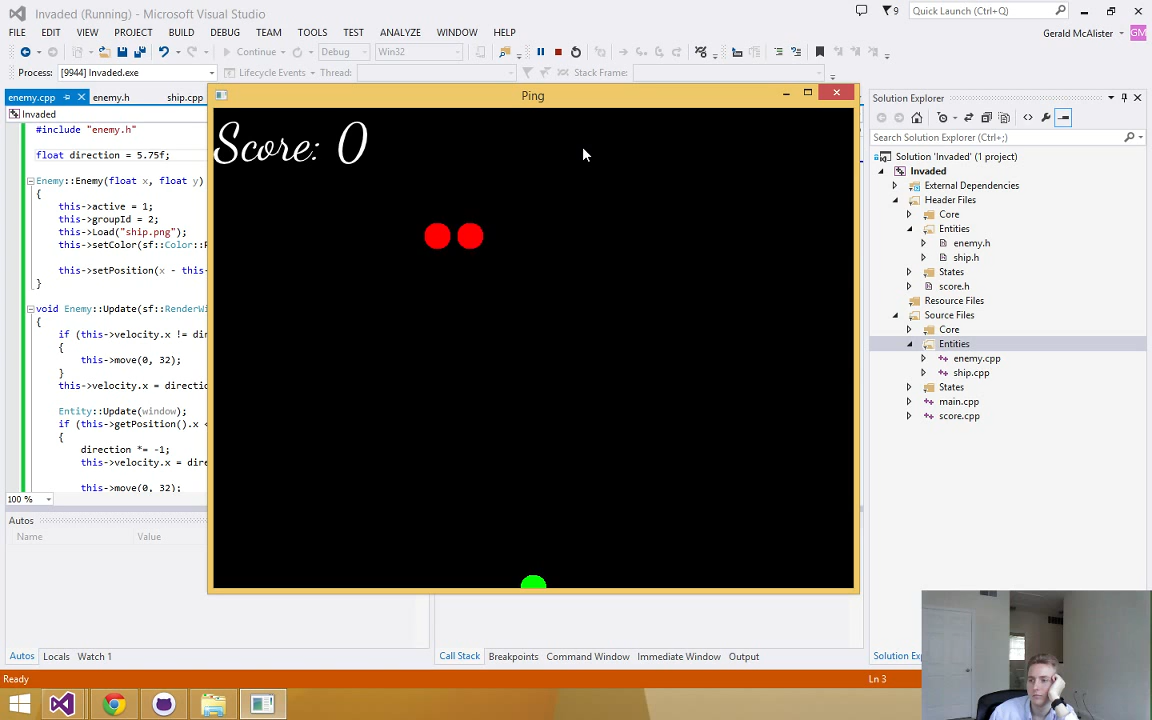 Invaded (Running) - Microsoft Visual Studio
9
Quick Launch (Ctrl+Q)
FILE EDIT VIEW PROJECT BUILD DEBUG TEAM TOOLS TEST ANALYZE WINDOW HELP
Gerald McAlister GM
Continue Debug Win32
Process: [9944] Invaded.exe Lifecycle Events Thread: Stack Frame:
enemy.cpp enemy.h ship.cpp
Invaded
Ping
Score: 0
#include "enemy.h"
float direction = 5.75f;
Enemy::Enemy(float x, float y)
{
this->active = 1;
this->groupId = 2;
this->Load("ship.png");
this->setColor(sf::Color::
this->setPosition(x - this-
}
void Enemy::Update(sf::RenderWi
{
if (this->velocity.x != dir
{
this->move(0, 32);
}
this->velocity.x = directio
Entity::Update(window);
if (this->getPosition().x <
{
direction *= -1;
this->velocity.x = dire
this->move(0, 32);
100 %
Autos
Name Value
Autos Locals Watch 1
Call Stack Breakpoints Command Window Immediate Window Output
Solution Explorer
Search Solution Explorer (Ctrl+;)
Solution 'Invaded' (1 project)
Invaded
External Dependencies
Header Files
Core
Entities
enemy.h
ship.h
States
score.h
Resource Files
Source Files
Core
Entities
enemy.cpp
ship.cpp
States
main.cpp
score.cpp
Solution Ex
Ready
Ln 3